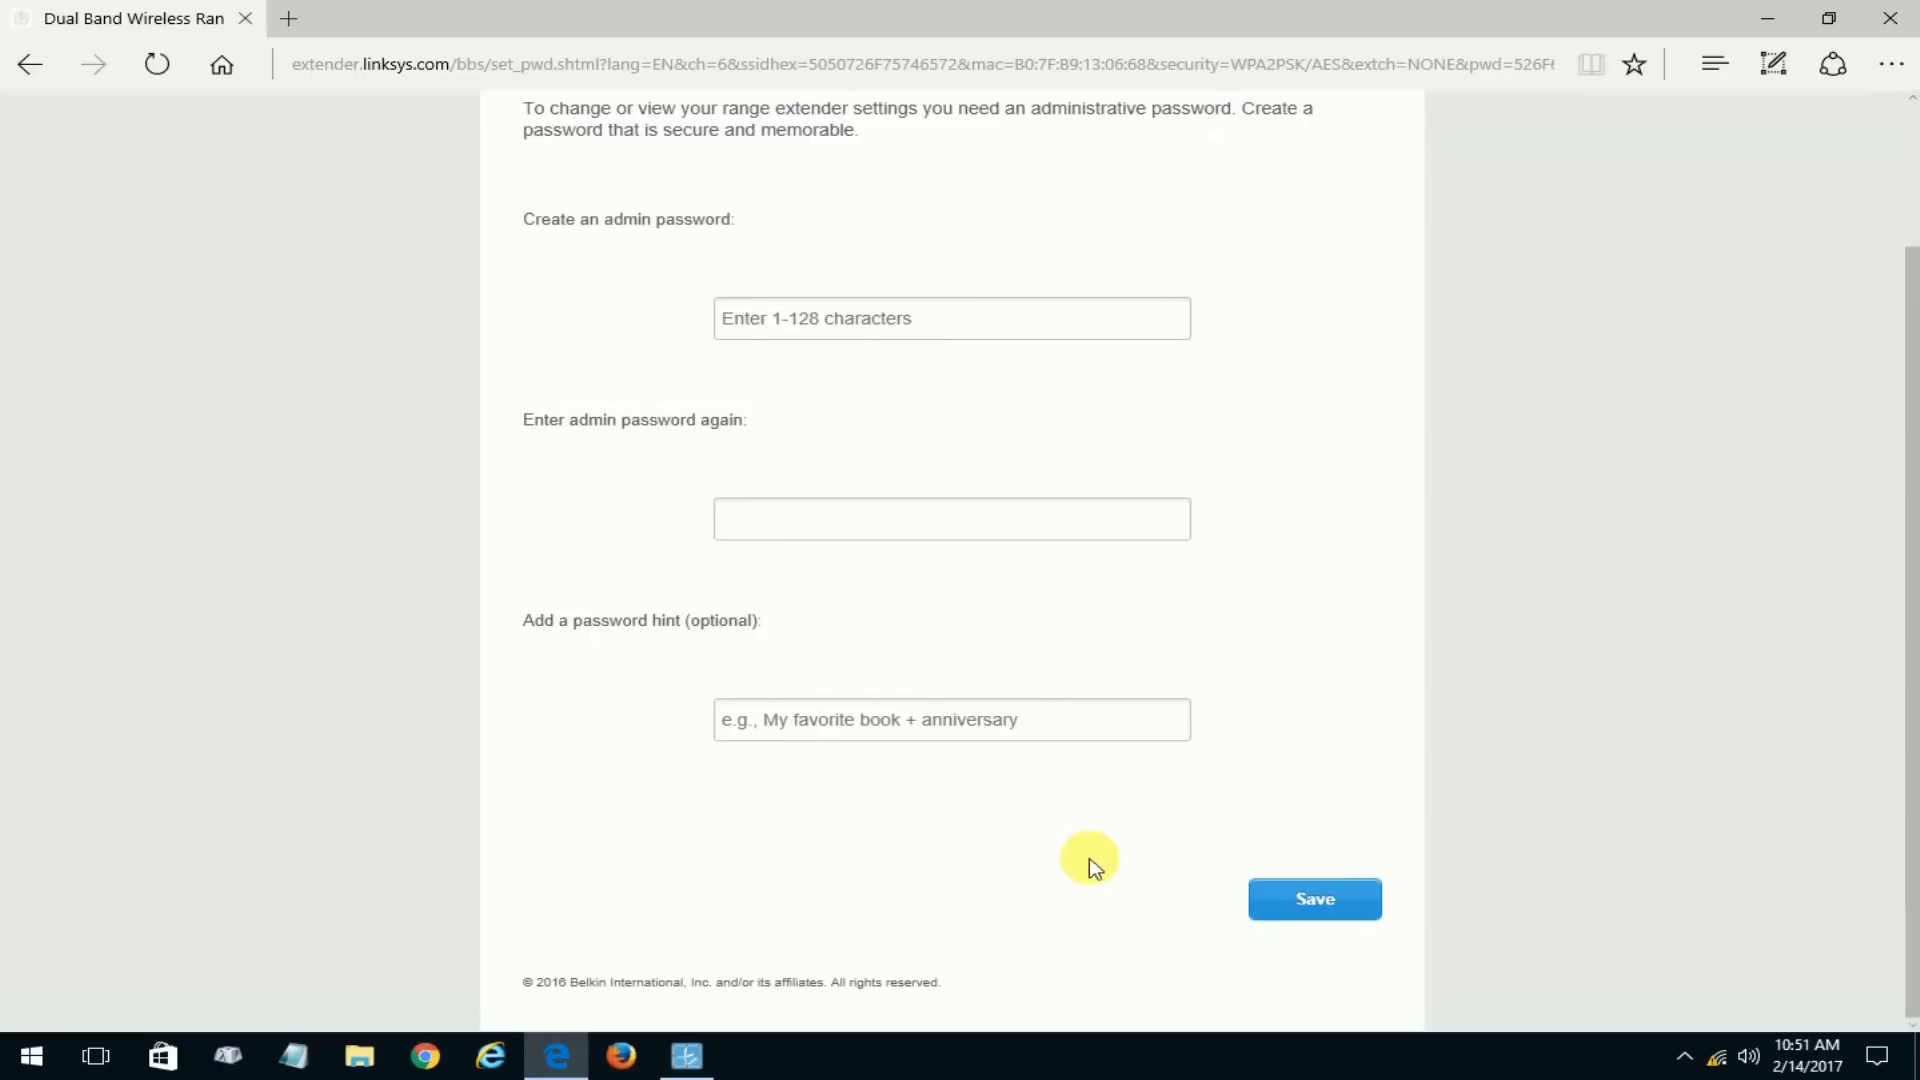 Dual Band Wireless Ran
extender.linksys.com/bbs/set_pwd.shtml?lang=EN&ch=6&ssidhex=5050726F75746572&mac=B0:7F:B9:13:06:68&security=WPA2PSK/AES&extch=NONE&pwd=526F6
To change or view your range extender settings you need an administrative password. Create a
password that is secure and memorable.
Create an admin password:
Enter 1-128 characters
Enter admin password again:
Add a password hint (optional):
e.g., My favorite book + anniversary
Save
© 2016 Belkin International, Inc. and/or its affiliates. All rights reserved.
10:51 AM
2/14/2017